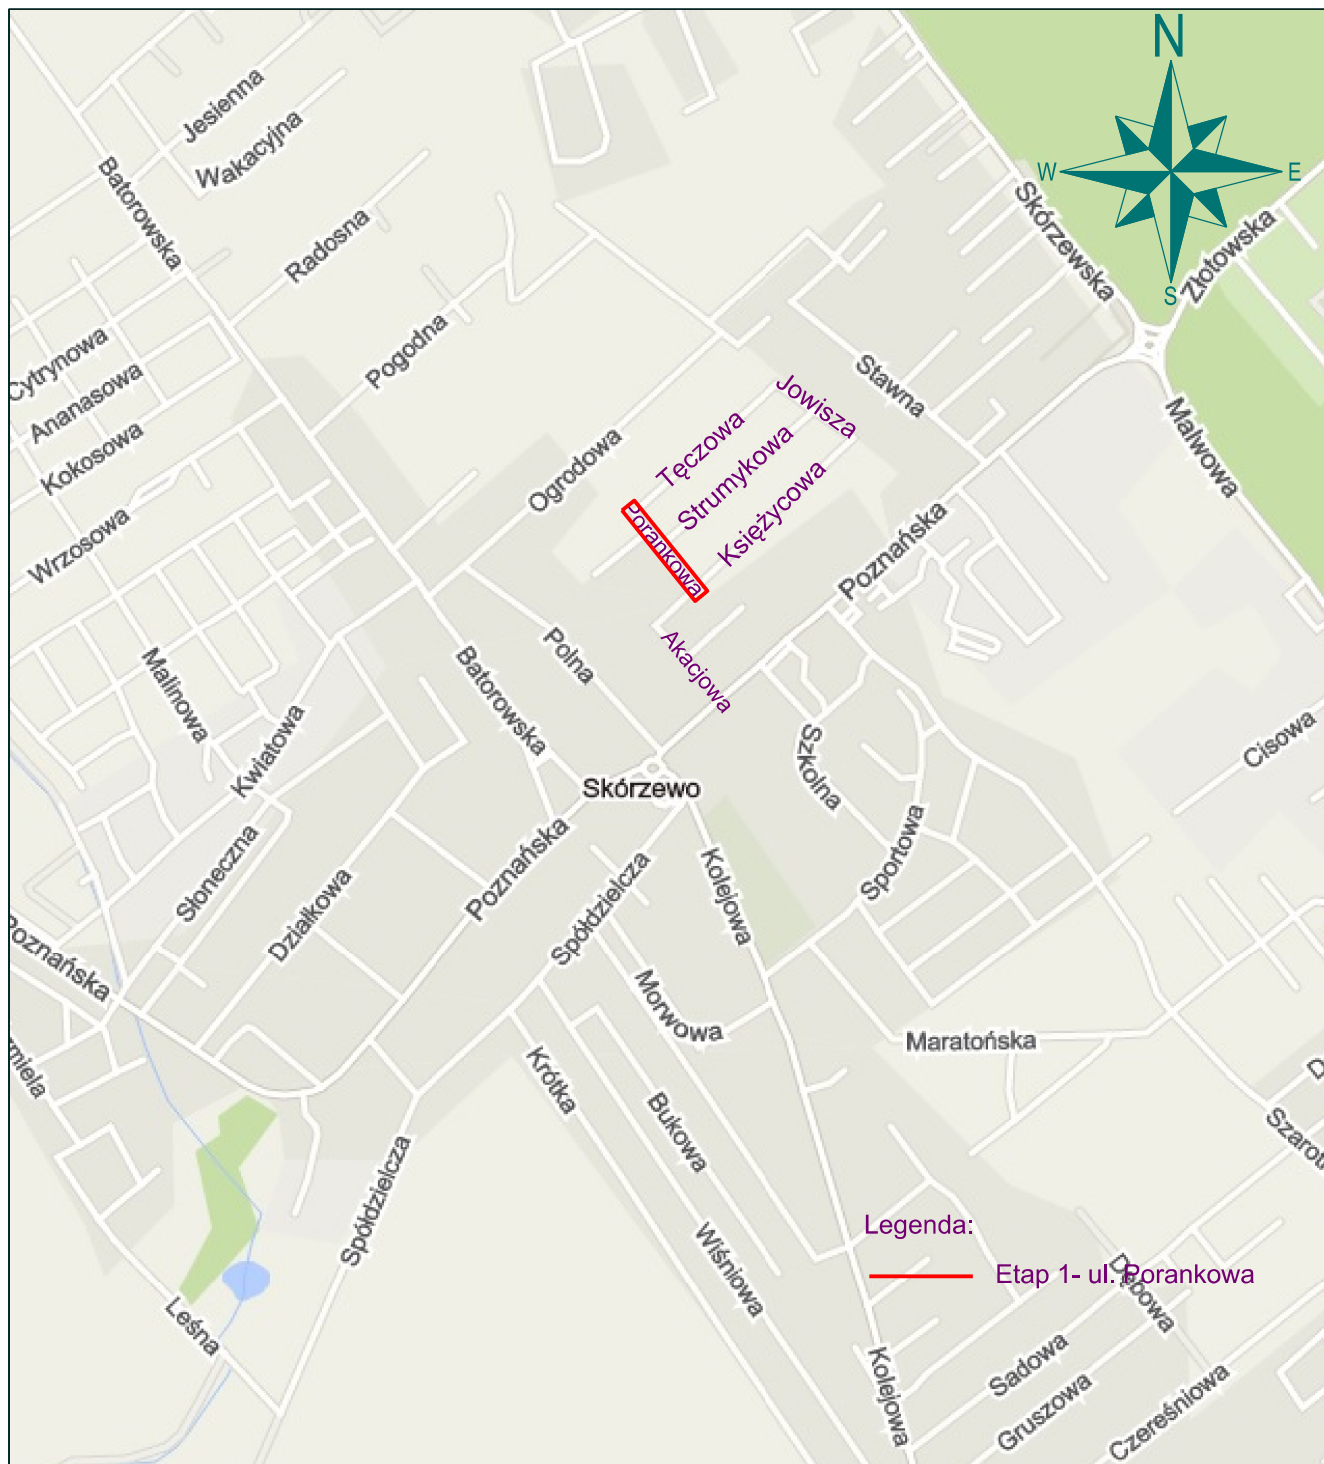 N
W
E
S
Jesienna
Wakacyjna
Batorowska
Radosna
Skórzewska
Złotowska
Pogodna
Cytrynowa
Ananasowa
Kokosowa
Wrzosowa
Stawna
Jowisza
Tęczowa
Strumykowa
Księżycowa
Porankowa
Ogrodowa
Malwowa
Poznańska
Akacjowa
Polna
Batorowska
Malinowa
Kwiatowa
Szkolna
Cisowa
Skórzewo
Słoneczna
Działkowa
Poznańska
Spółdzielcza
Kolejowa
Sportowa
Poznańska
Morwowa
Maratońska
miela
Krótka
Bukowa
Szarot
D
Spółdzielcza
Wiśniowa
Legenda:
Etap 1- ul. Porankowa
Dębowa
Leśna
Kolejowa
Sadowa
Gruszowa
Czereśniowa